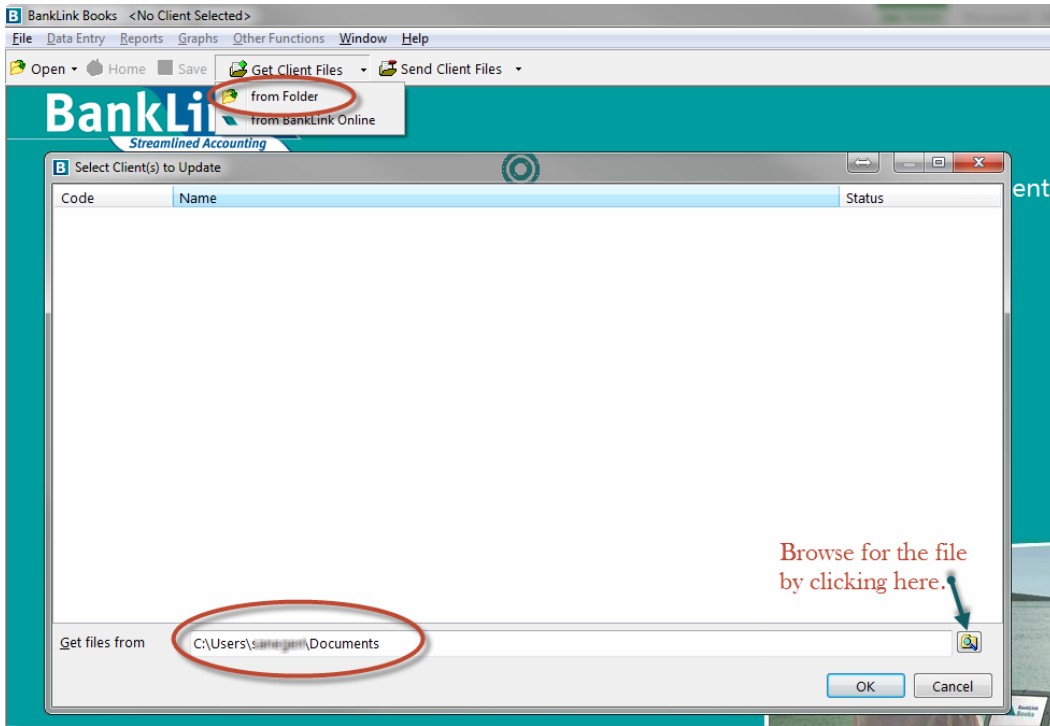 BankLink Books <No Client Selected>
File Data Entry Reports Graphs Other Functions Window Help
Open Home Save Get Client Files Send Client Files
from Folder
from BankLink Online
BankLi
Streamlined Accounting
Select Client(s) to Update
ent
Code Name Status
Browse for the file
by clicking here.
Get files from C:\Users\ \Documents
OK Cancel
BankLink
Books